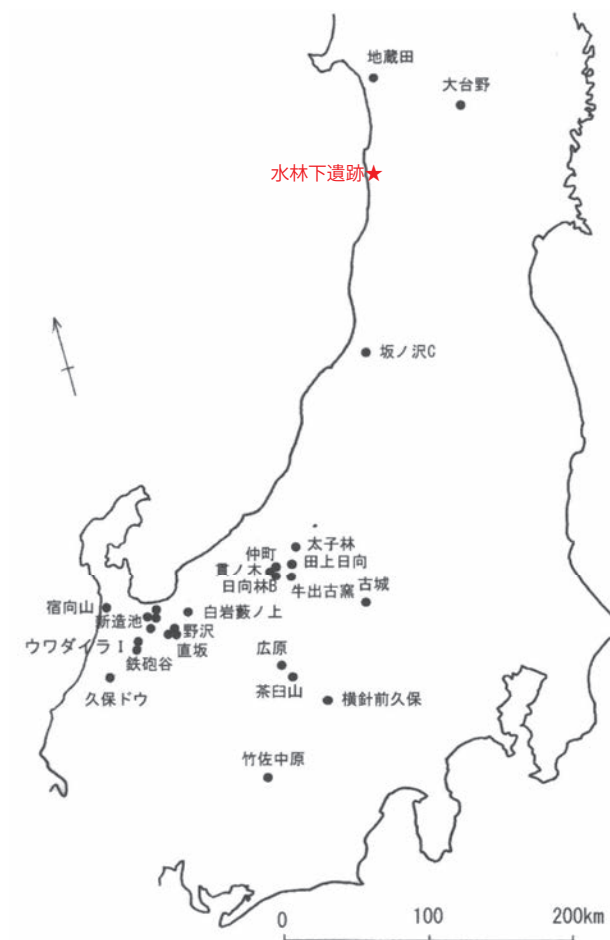 地蔵田
大台野
水林下遺跡★
坂ノ沢C
太子林
仲町
田上日向
貫ノ木
日向林B
牛出古窯
古城
宿向山
白岩藪ノ上
新造池
野沢
ウワダイラⅠ
直坂
広原
鉄砲谷
茶臼山
久保ドウ
横針前久保
竹佐中原
0 100 200km